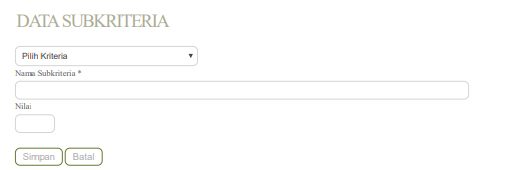 DATA SUBKRITERIA
Pilih Kriteria
Nama Subkriteria *
Nilai
Simpan Batal